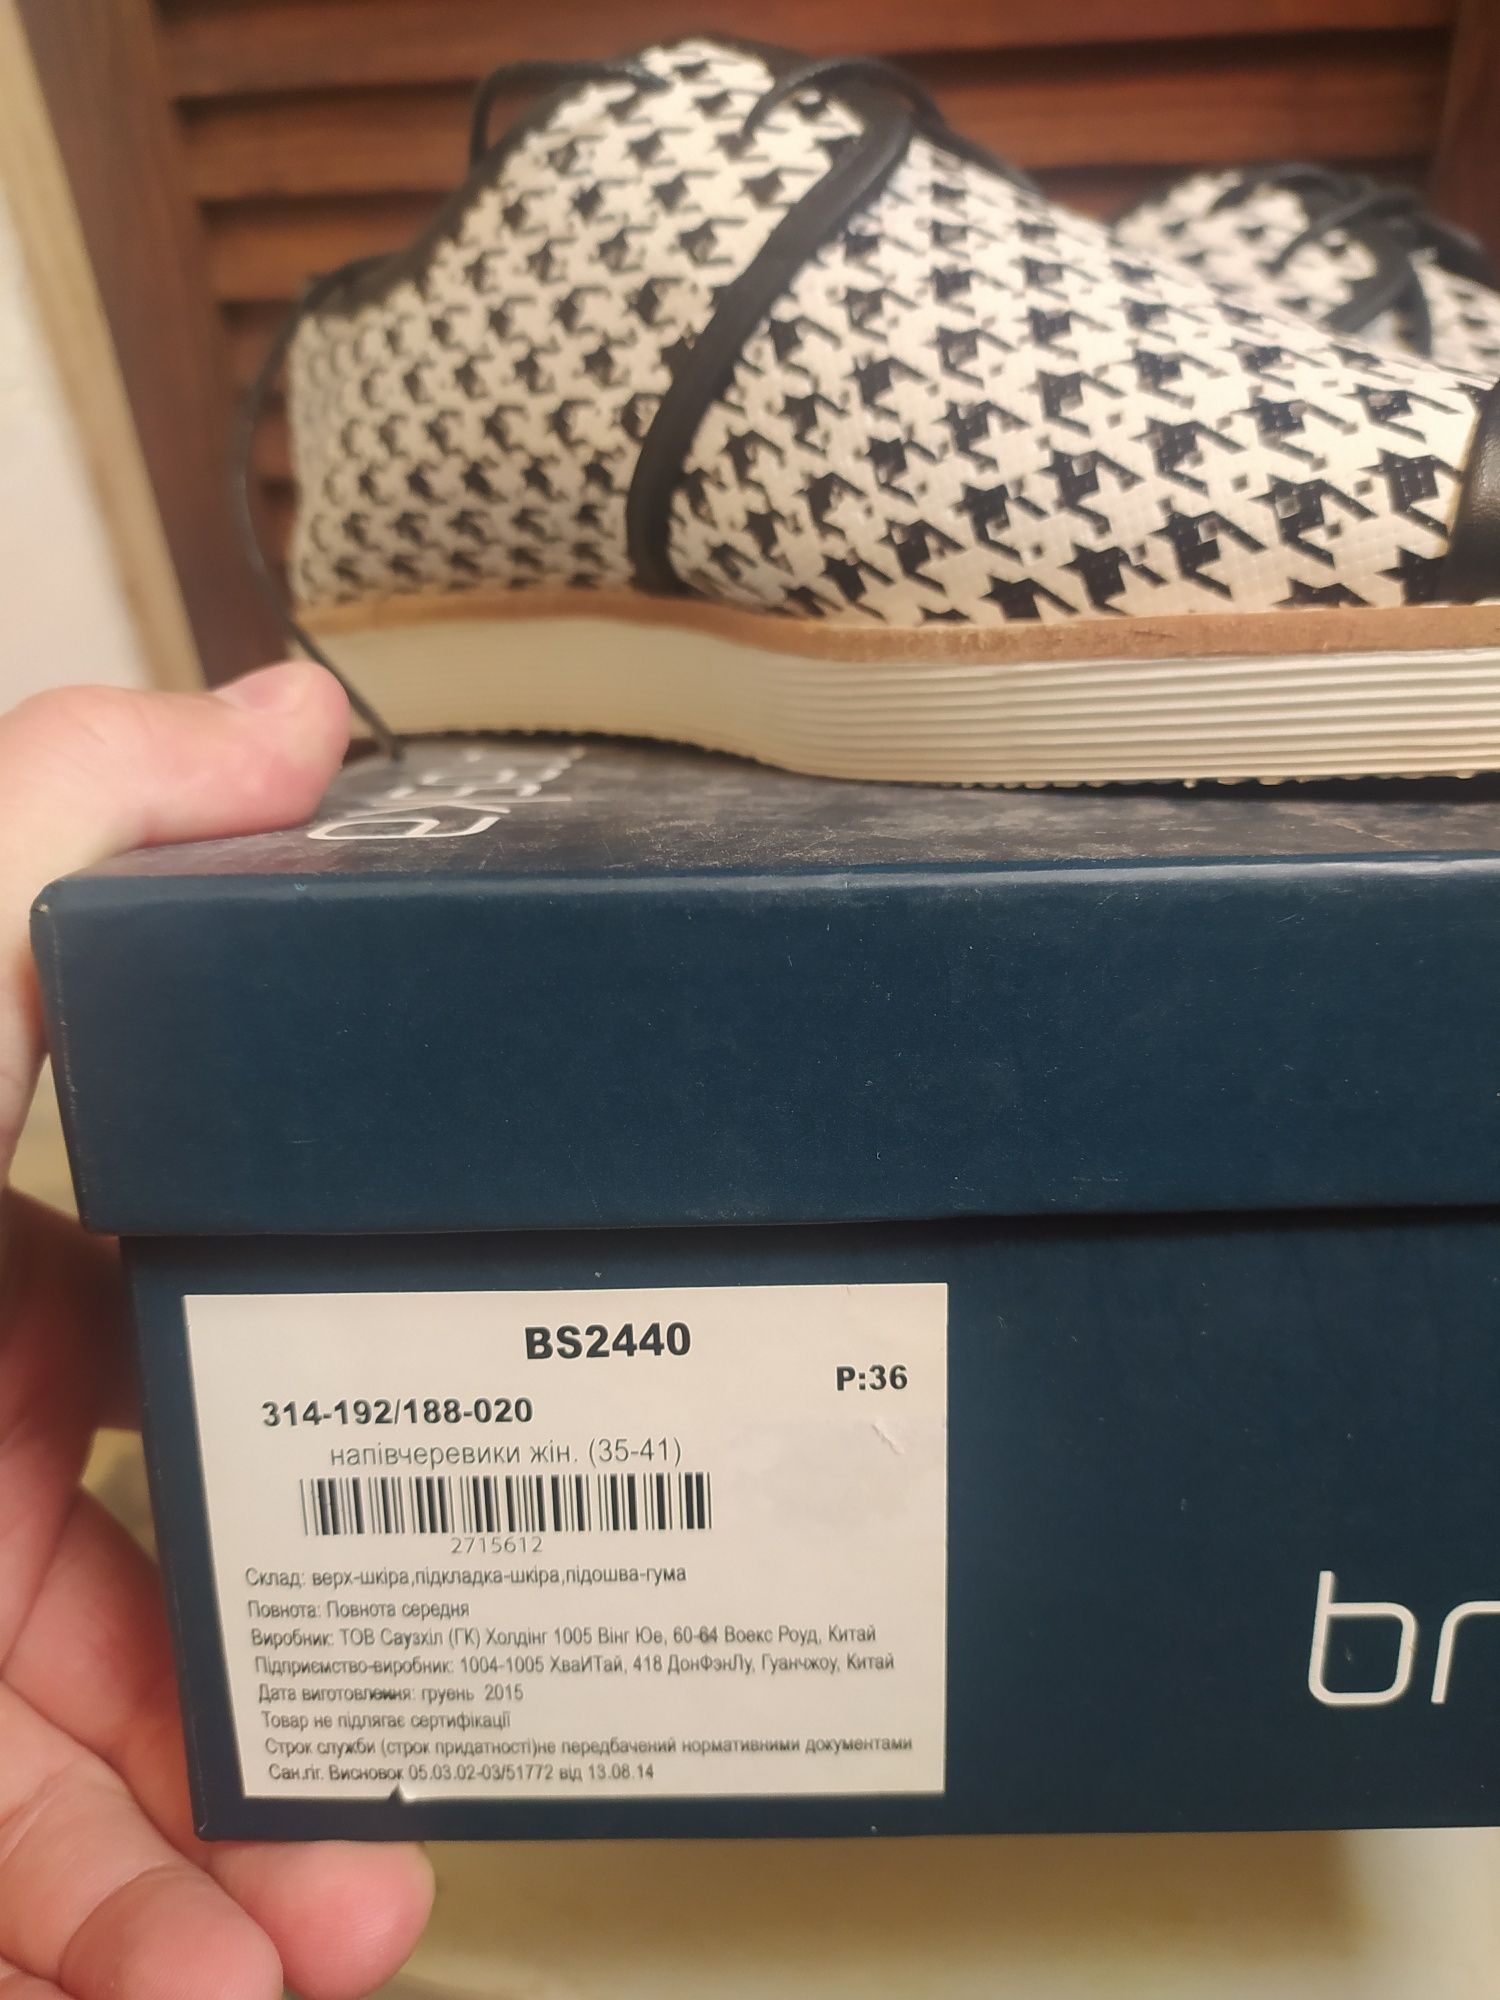 BS2440
P:36
314-192/188-020
напівчеревики жін. (35-41)
2715612
Склад: верх-шкіра,підкладка-шкіра,підошва-гума
Повнота: Повнота середня
Виробник: ТОВ Саузхіл (ГК) Холдінг 1005 Вінг Юе, 60-64 Воекс Роуд, Китай
Підприємство-виробник: 1004-1005 ХваИТай, 418 ДонФэнЛу, Гуанчжоу, Китай
Дата виготовлення: груень 2015
Товар не підлягає сертифікації
Строк служби (строк придатності)не передбачений нормативними документами
Сан.гіг. Висновок 05.03.02-03/51772 від 13.08.14
br